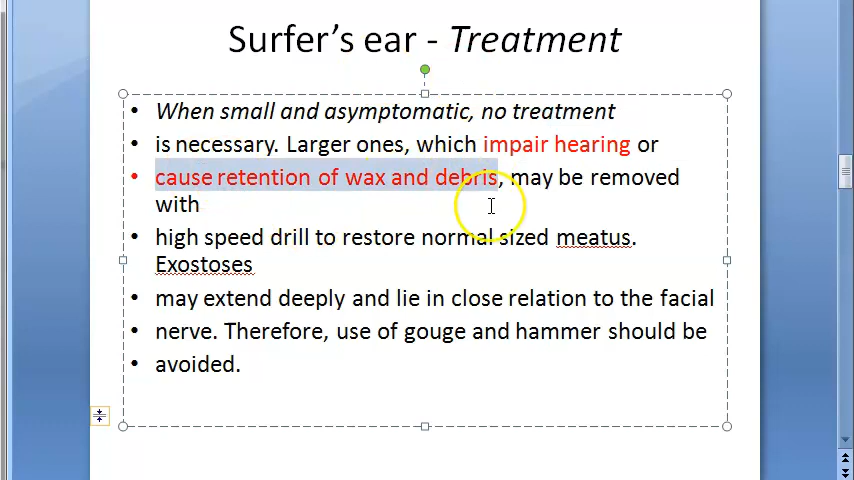 Surfer's ear - Treatment
• When small and asymptomatic, no treatment
• is necessary. Larger ones, which impair hearing or
• cause retention of wax and debris, may be removed
with
• high speed drill to restore normal sized meatus.
Exostoses
• may extend deeply and lie in close relation to the facial
• nerve. Therefore, use of gouge and hammer should be
• avoided.